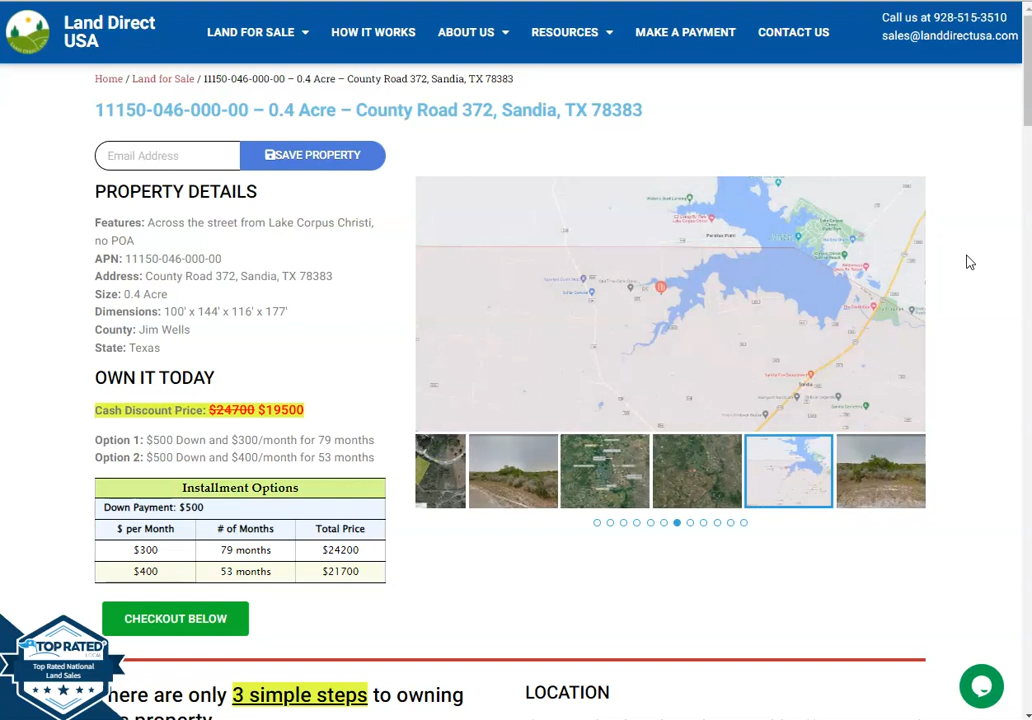 Land Direct
USA
LAND FOR SALE
HOW IT WORKS
ABOUT US
RESOURCES
MAKE A PAYMENT
CONTACT US
Call us at 928-515-3510
sales@landdirectusa.com
Home / Land for Sale / 11150-046-000-00 – 0.4 Acre – County Road 372, Sandia, TX 78383
11150-046-000-00 – 0.4 Acre – County Road 372, Sandia, TX 78383
Email Address
SAVE PROPERTY
PROPERTY DETAILS
Features: Across the street from Lake Corpus Christi,
no POA
APN: 11150-046-000-00
Address: County Road 372, Sandia, TX 78383
Size: 0.4 Acre
Dimensions: 100' x 144' x 116' x 177'
County: Jim Wells
State: Texas
OWN IT TODAY
Cash Discount Price: $24700 $19500
Option 1: $500 Down and $300/month for 79 months
Option 2: $500 Down and $400/month for 53 months
Installment Options
Down Payment: $500
$ per Month # of Months Total Price
$300 79 months $24200
$400 53 months $21700
CHECKOUT BELOW
TOP RATED
Top Rated National
Land Sales
here are only 3 simple steps to owning
property
LOCATION
Sandia